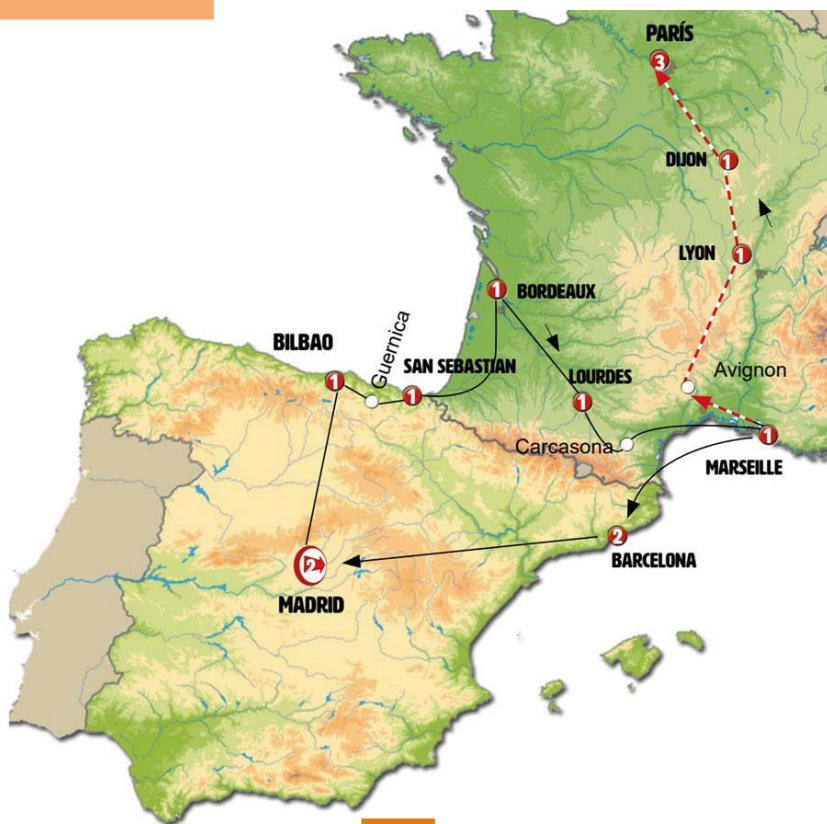 PARÍS
3
DIJON
1
LYON
1
1
BORDEAUX
BILBAO
1
Guernica
SAN SEBASTIAN
1
LOURDES
1
Avignon
Carcasona
1
MARSEILLE
2
BARCELONA
2
MADRID